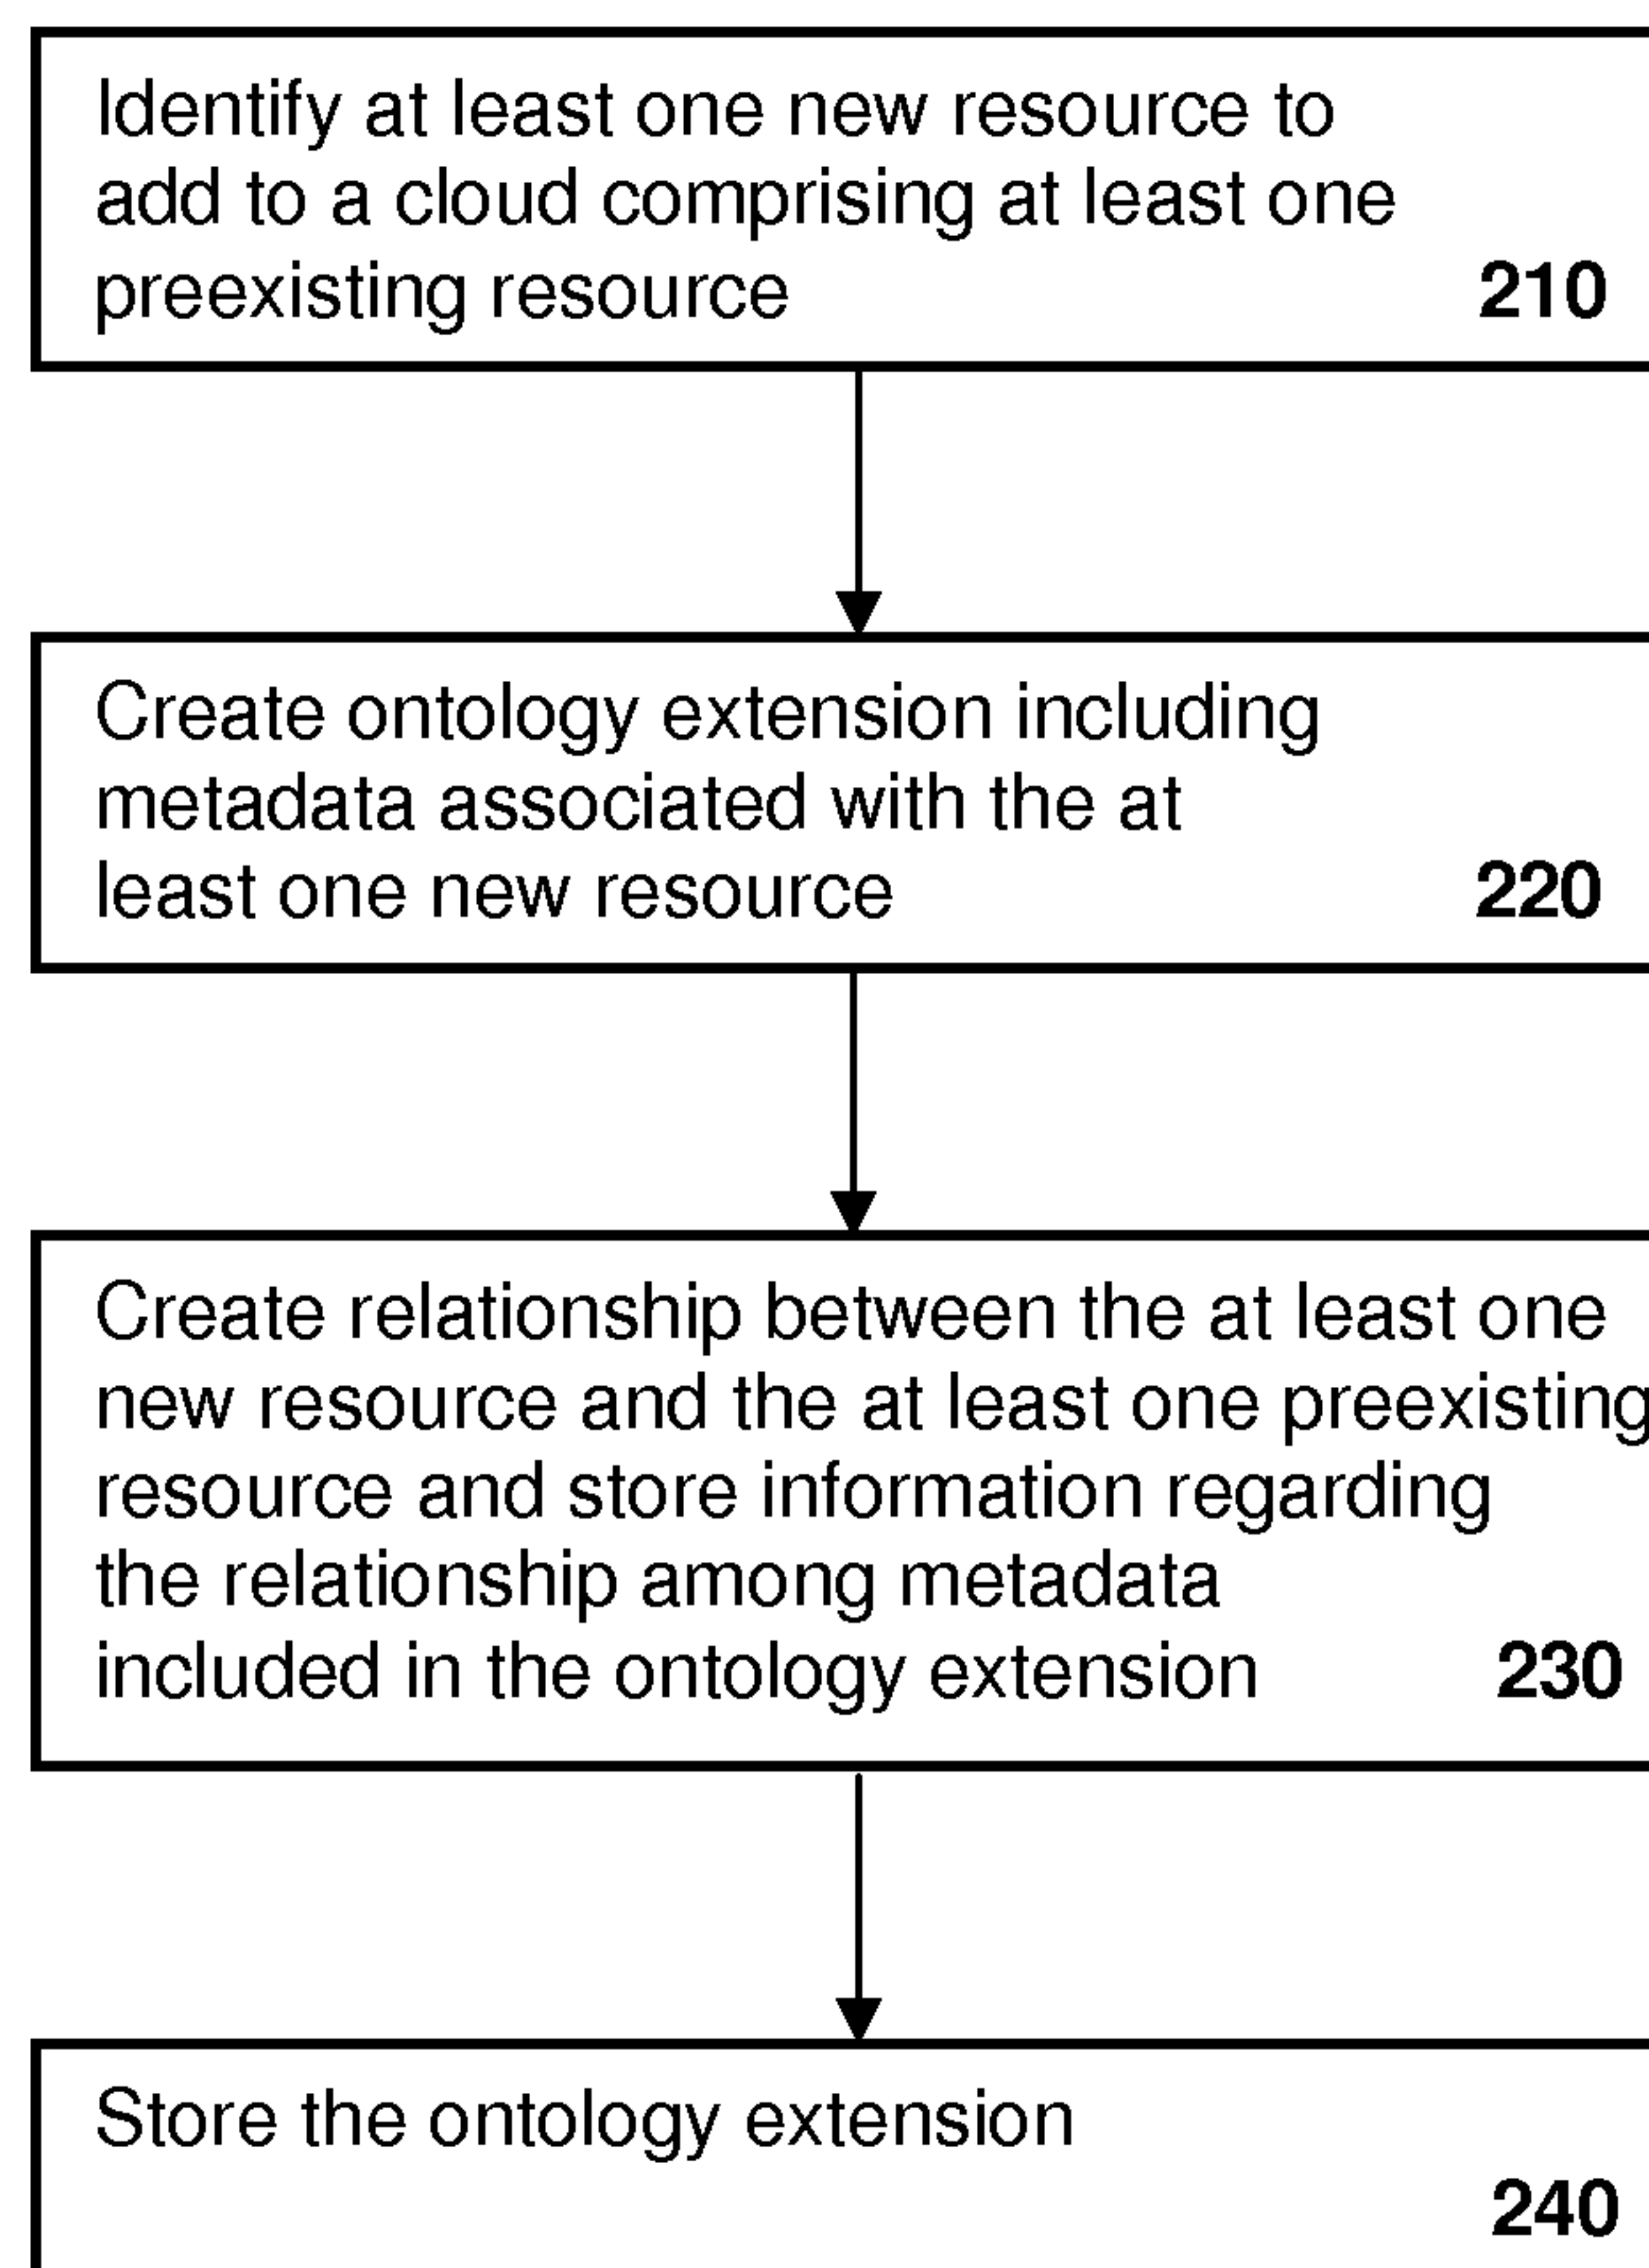 Identify at least one new resource to
add to a cloud comprising at least one
preexisting resource 210
Create ontology extension including
metadata associated with the at
least one new resource 220
Create relationship between the at least one
new resource and the at least one preexisting
resource and store information regarding
the relationship among metadata
included in the ontology extension 230
Store the ontology extension
240